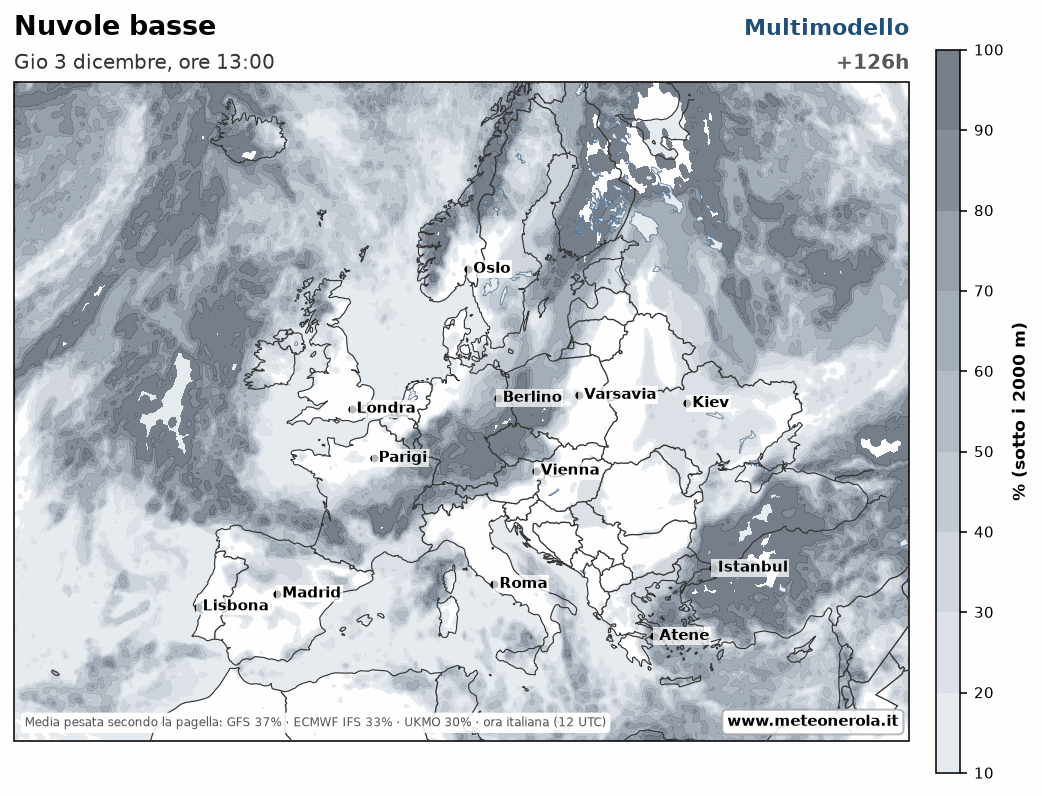 Nuvole basse
Multimodello
Gio 3 dicembre, ore 13:00
+126h
100
90
80
70
60
50
40
30
20
10
% (sotto i 2000 m)
Oslo
Berlino
Varsavia
Kiev
Londra
Parigi
Vienna
Istanbul
Roma
Madrid
Lisbona
Atene
Media pesata secondo la pagella: GFS 37% · ECMWF IFS 33% · UKMO 30% · ora italiana (12 UTC)
www.meteonerola.it